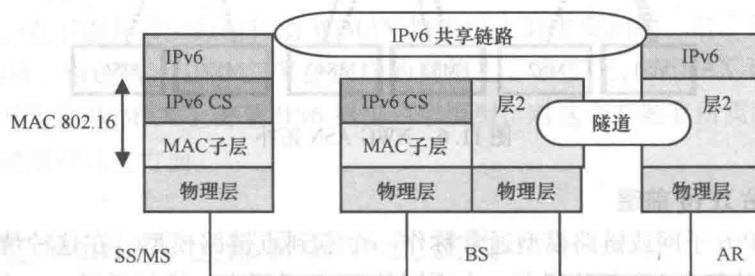 IPv6 共享链路
IPv6
IPv6
MAC 802.16
IPv6 CS
IPv6 CS
层2
层2
MAC子层
MAC子层
隧道
物理层
物理层
物理层
物理层
SS/MS
BS
AR